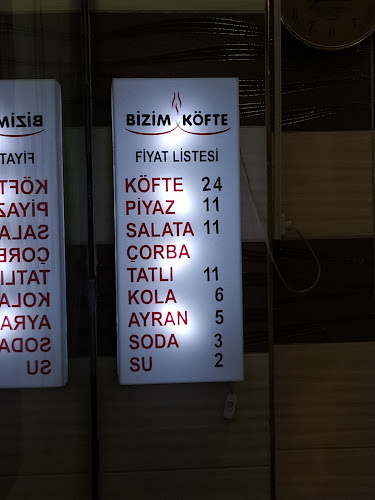 BİZİM KÖFTE
FİYAT LİSTESİ
KÖFTE 24
PİYAZ 11
SALATA 11
ÇORBA
TATLI 11
KOLA 6
AYRAN 5
SODA 3
SU 2